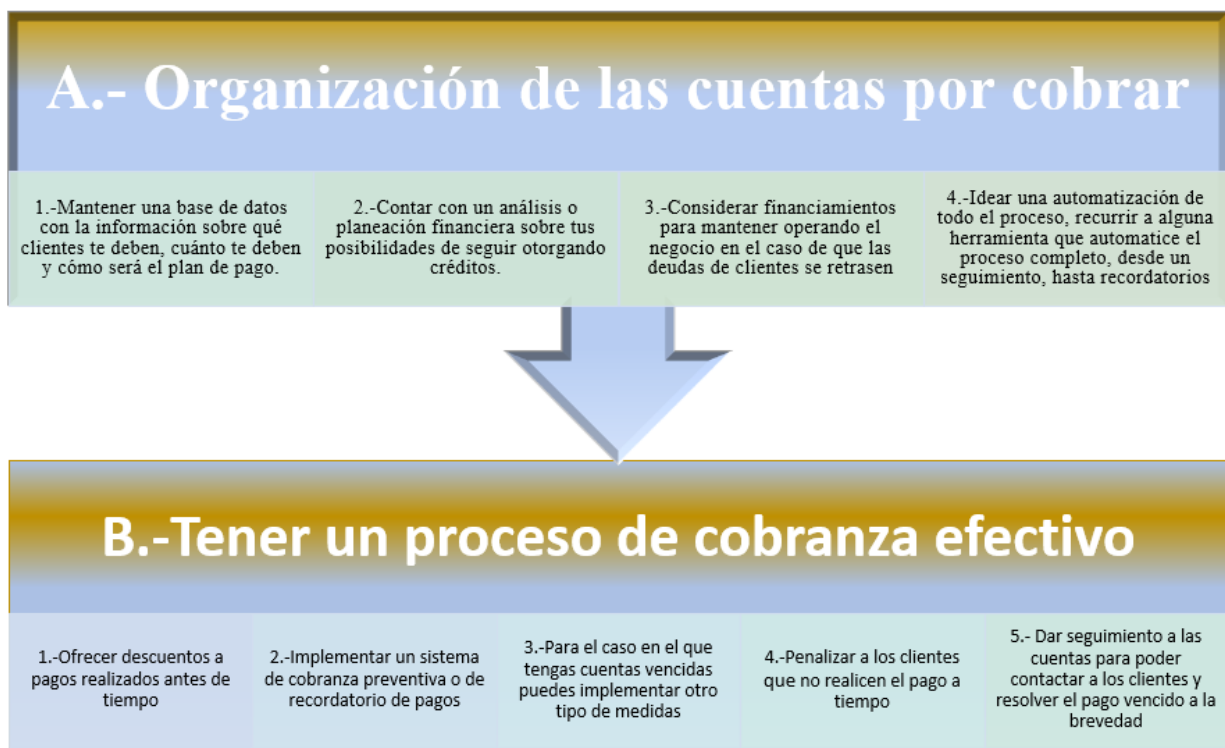 A.- Organización de las cuentas por cobrar
1.-Mantener una base de datos
con la información sobre qué
clientes te deben, cuánto te deben
y cómo será el plan de pago.
2.-Contar con un análisis o
planeación financiera sobre tus
posibilidades de seguir otorgando
créditos.
3.-Considerar financiamientos
para mantener operando el
negocio en el caso de que las
deudas de clientes se retrasen
4.-Idear una automatización de
todo el proceso, recurrir a alguna
herramienta que automatice el
proceso completo, desde un
seguimiento, hasta recordatorios
B.-Tener un proceso de cobranza efectivo
1.-Ofrecer descuentos a
pagos realizados antes de
tiempo
2.-Implementar un sistema
de cobranza preventiva o de
recordatorio de pagos
3.-Para el caso en el que
tengas cuentas vencidas
puedes implementar otro
tipo de medidas
4.-Penalizar a los clientes
que no realicen el pago a
tiempo
5.- Dar seguimiento a las
cuentas para poder
contactar a los clientes y
resolver el pago vencido a la
brevedad